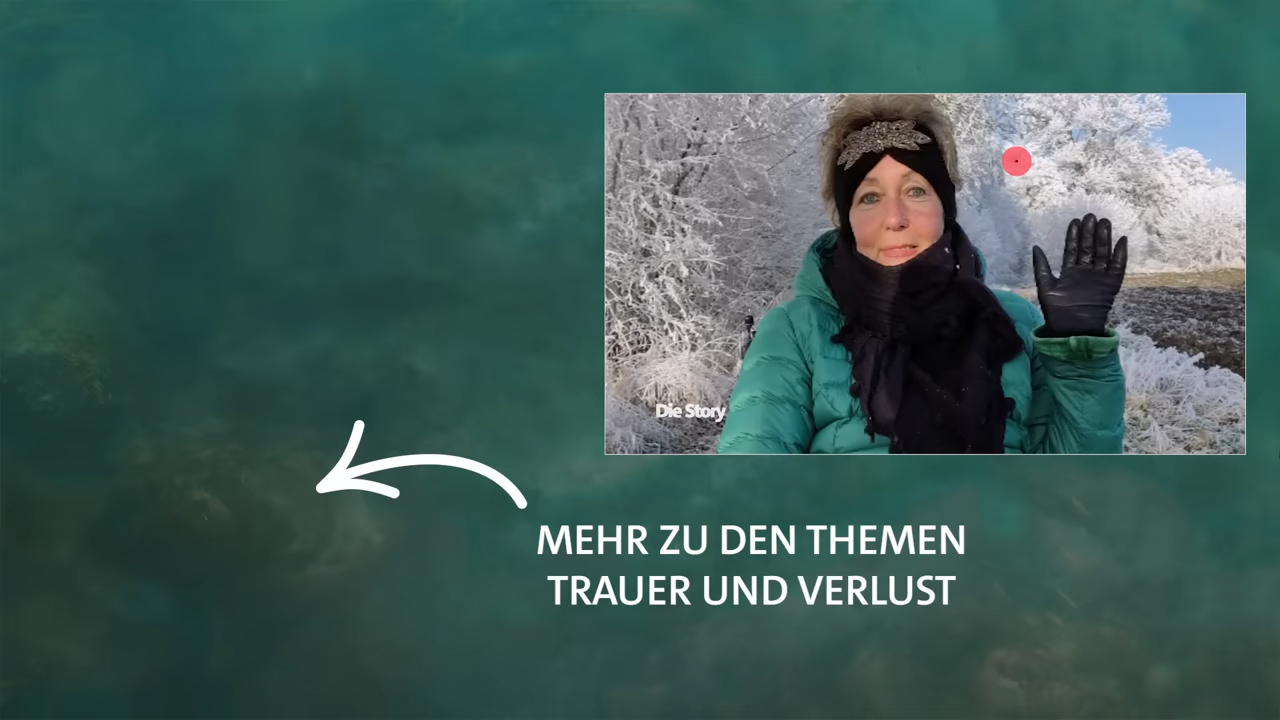 Die Story
MEHR ZU DEN THEMEN
TRAUER UND VERLUST